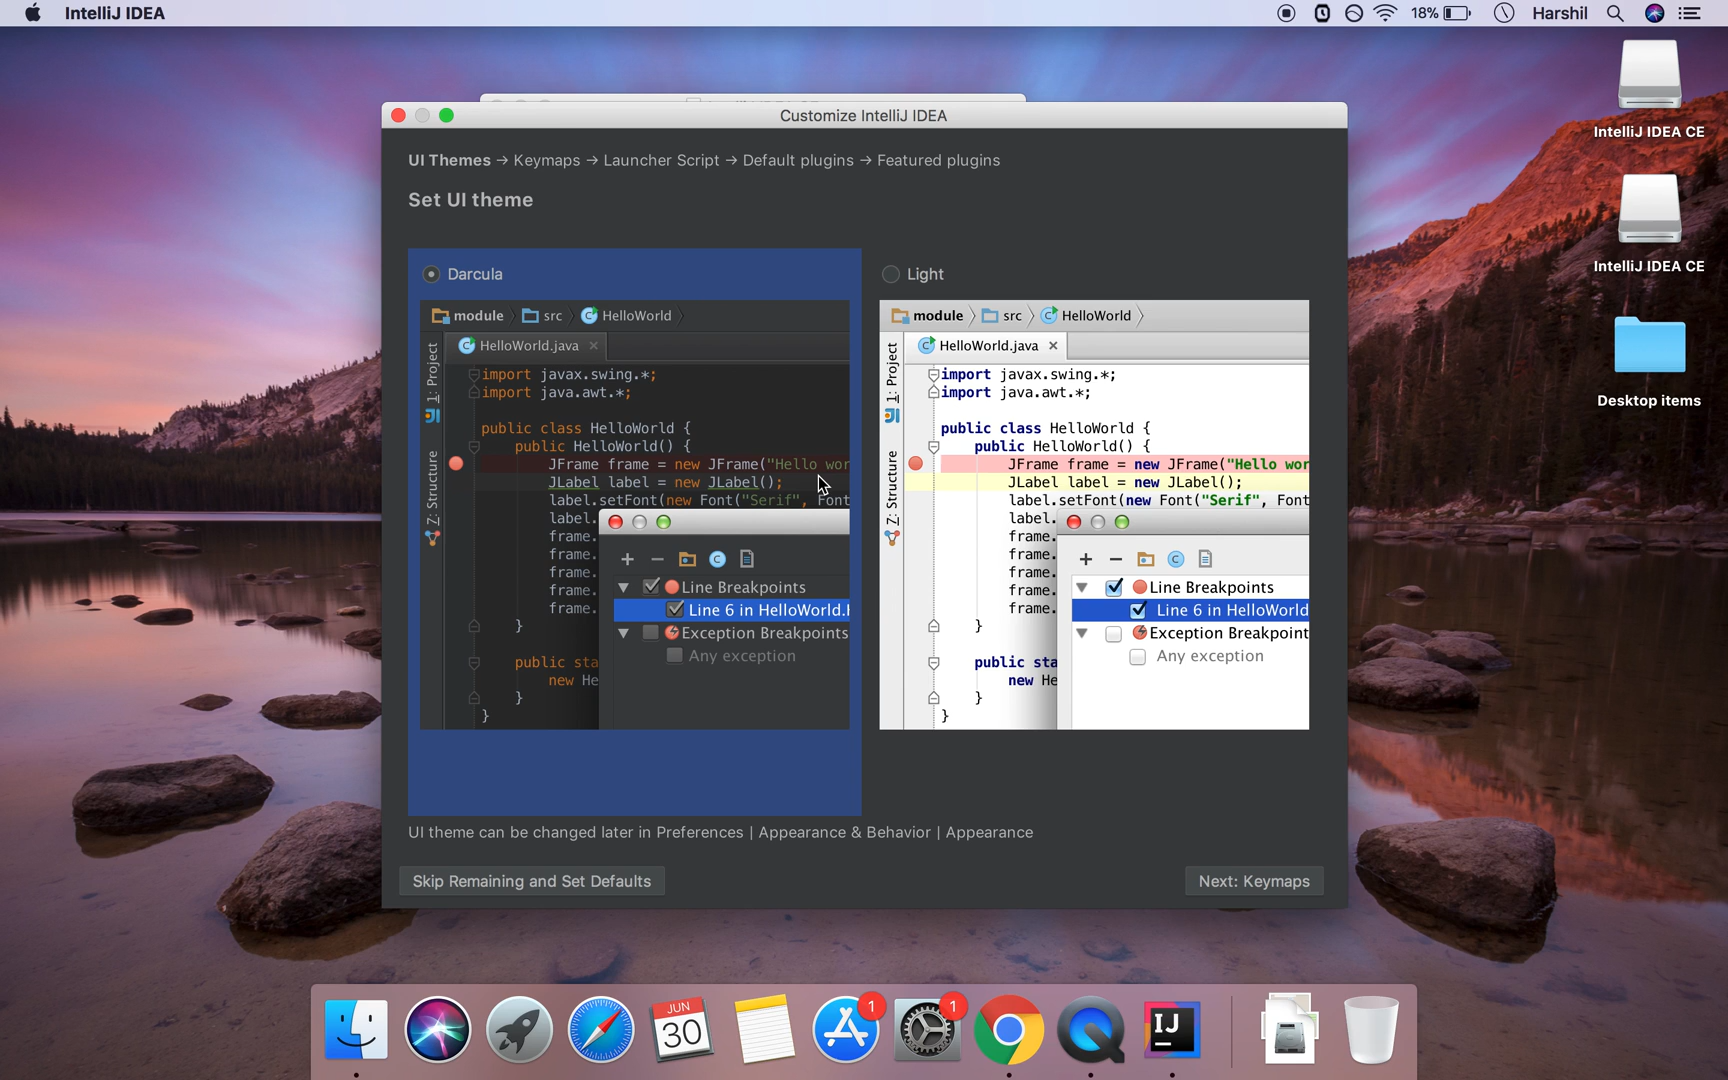 IntelliJ IDEA
18%
Harshil
Customize IntelliJ IDEA
UI Themes → Keymaps → Launcher Script → Default plugins → Featured plugins
Set UI theme
Darcula
module
src
HelloWorld
HelloWorld.java
1: Project
Z: Structure
import javax.swing.*;
import java.awt.*;
public class HelloWorld {
public HelloWorld() {
JFrame frame = new JFrame("Hello wor
JLabel label = new JLabel();
label.setFont(new Font("Serif", Font
label.
frame.
frame.
frame.
frame.
frame.
}
public sta
new He
}
}
Line Breakpoints
Line 6 in HelloWorld.
Exception Breakpoints
Any exception
Light
module
src
HelloWorld
HelloWorld.java
1: Project
Z: Structure
import javax.swing.*;
import java.awt.*;
public class HelloWorld {
public HelloWorld() {
JFrame frame = new JFrame("Hello wor
JLabel label = new JLabel();
label.setFont(new Font("Serif", Font
label.
frame.
frame.
frame.
frame.
frame.
}
public sta
new He
}
}
Line Breakpoints
Line 6 in HelloWorld
Exception Breakpoint
Any exception
UI theme can be changed later in Preferences | Appearance & Behavior | Appearance
Skip Remaining and Set Defaults
Next: Keymaps
IntelliJ IDEA CE
IntelliJ IDEA CE
Desktop items
JUN
30
1
1
IJ